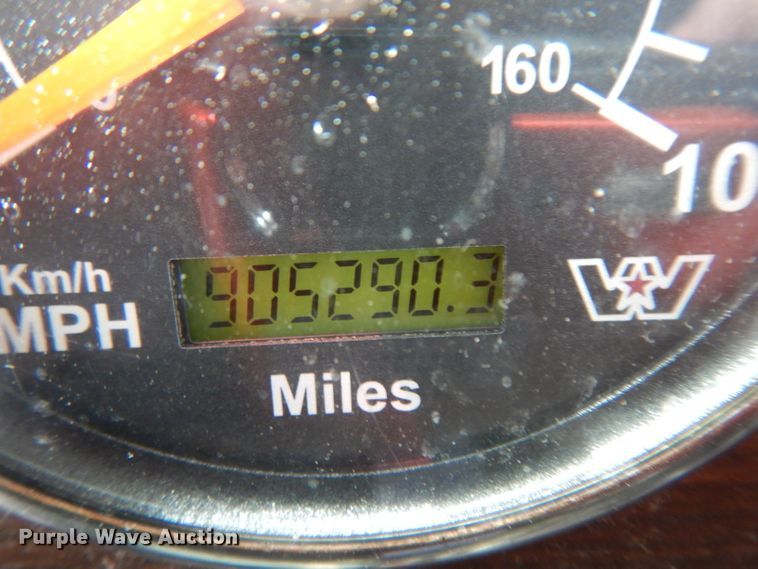 160
10
Km/h
MPH
905290.3
Miles
Purple Wave Auction